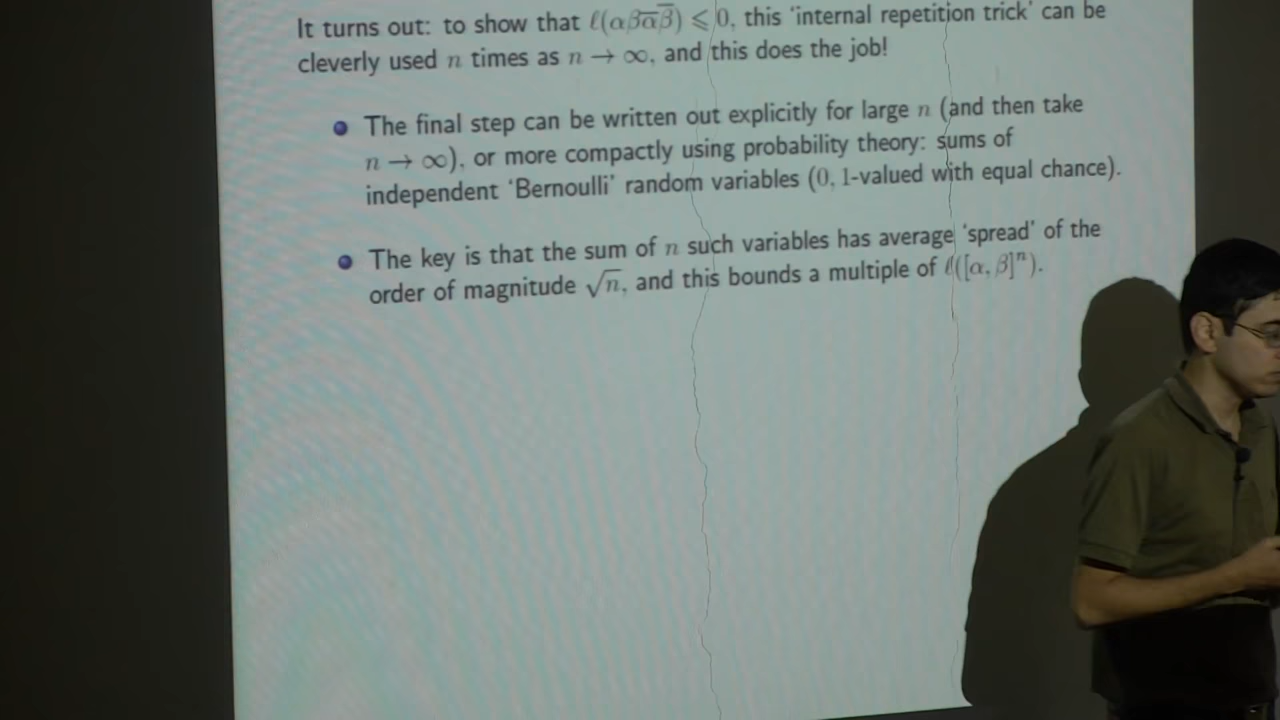 It turns out: to show that ℓ(αβα̅β̅) ⩽ 0, this ‘internal repetition trick’ can be
cleverly used n times as n → ∞, and this does the job!
The final step can be written out explicitly for large n (and then take
n → ∞), or more compactly using probability theory: sums of
independent ‘Bernoulli’ random variables (0, 1-valued with equal chance).
The key is that the sum of n such variables has average ‘spread’ of the
order of magnitude √n, and this bounds a multiple of ℓ([α, β]ⁿ).